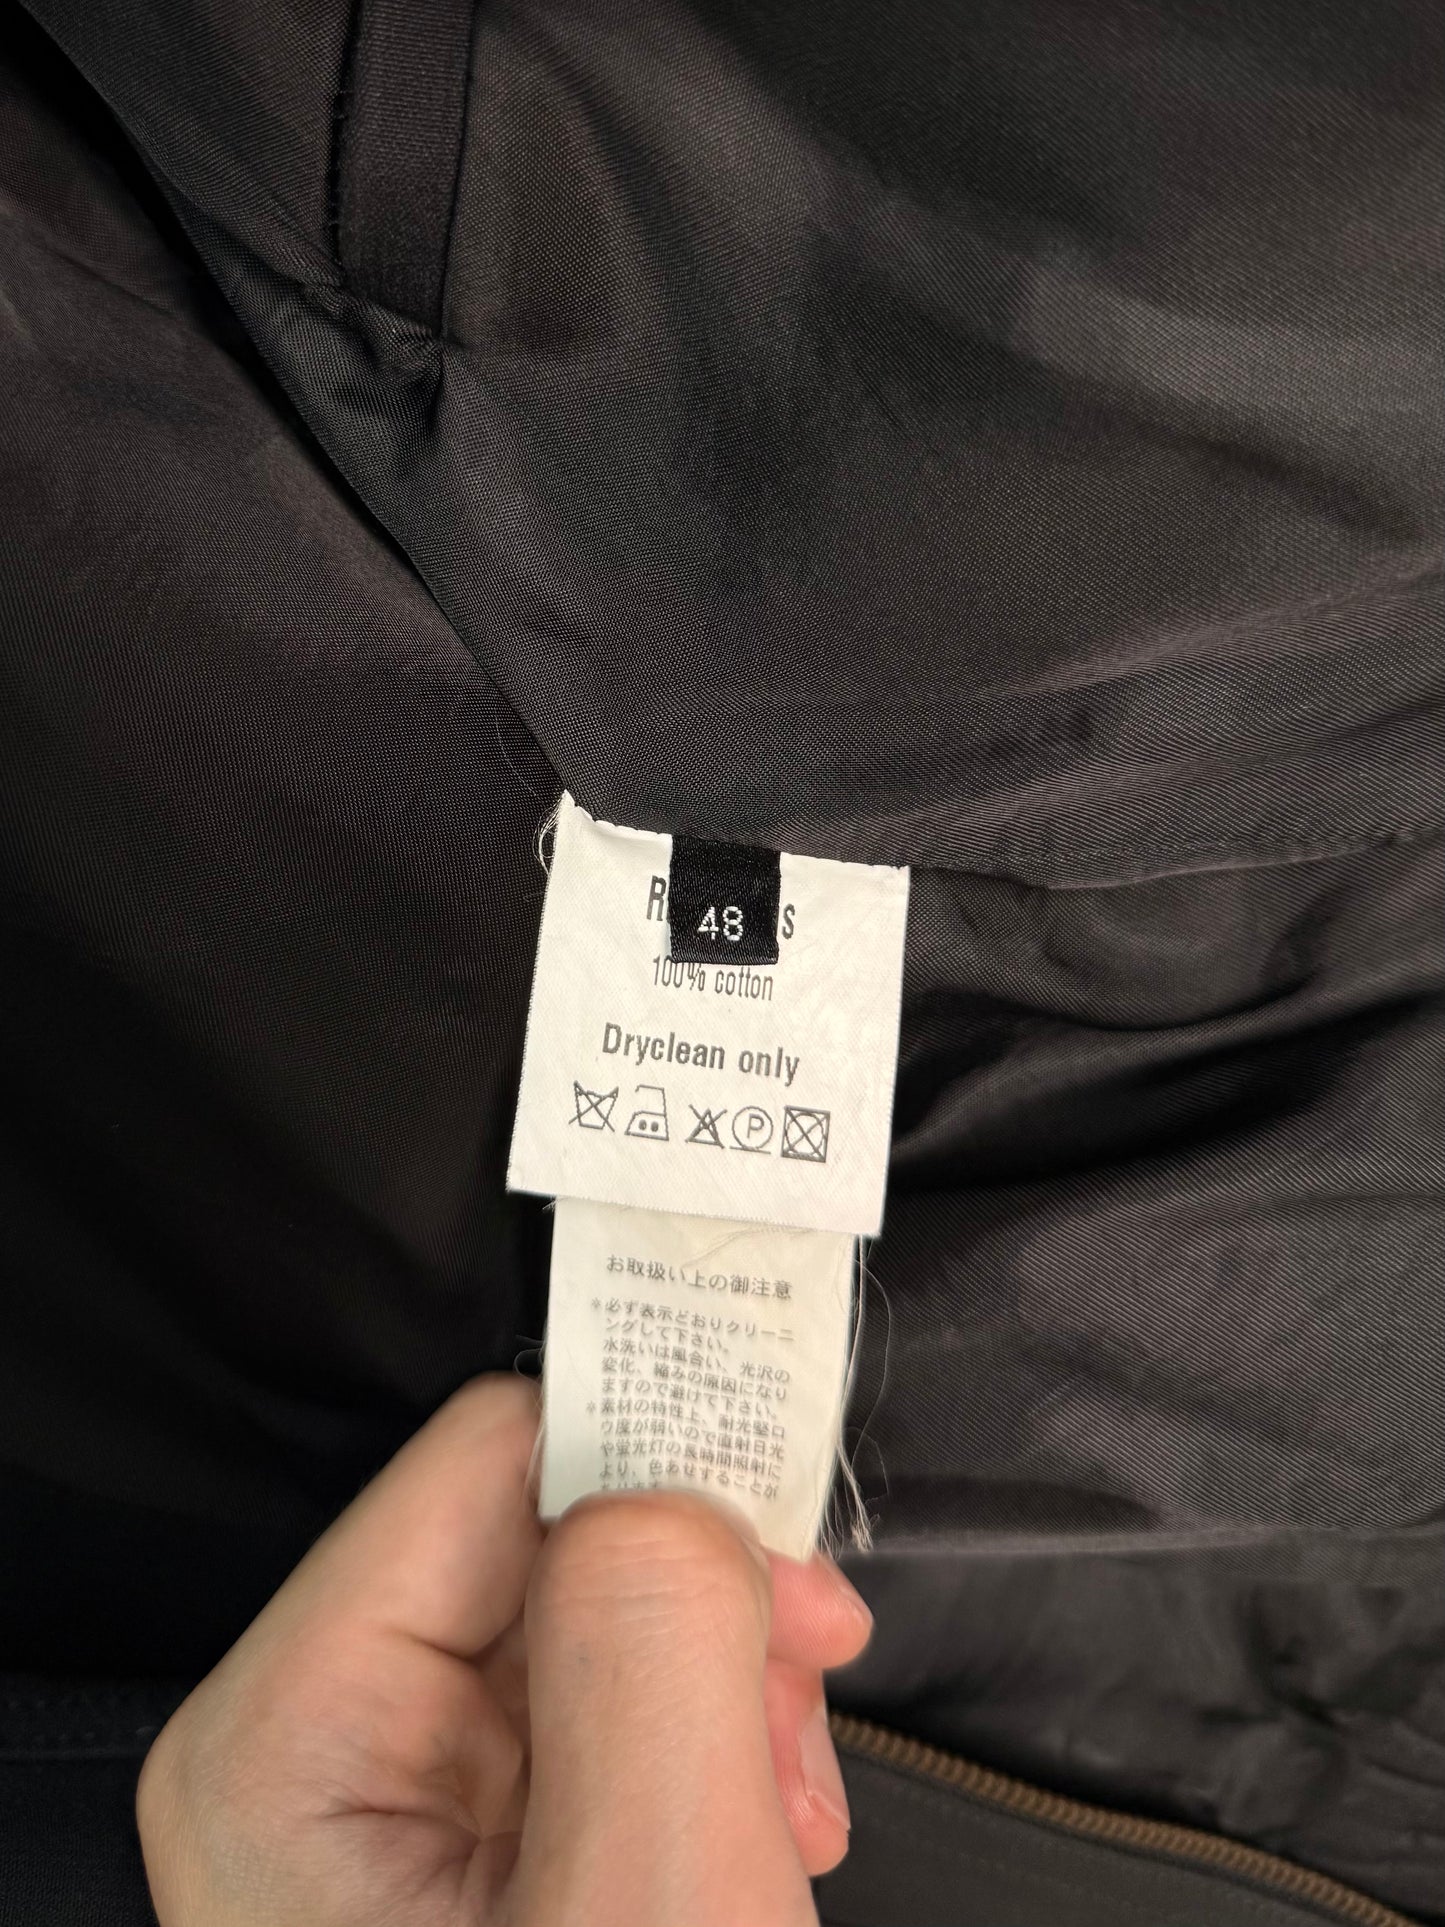 48
100% cotton
Dryclean only
P
お取扱い上の御注意
※必ず表示どおりクリーニ
ングして下さい。
水洗いは風合い、光沢の
変化、縮みの原因になり
ますので避けて下さい。
※素材の特性上、耐光堅ロ
ウ度が弱いので直射日光
や蛍光灯の長時間照射に
より、色あせすることが